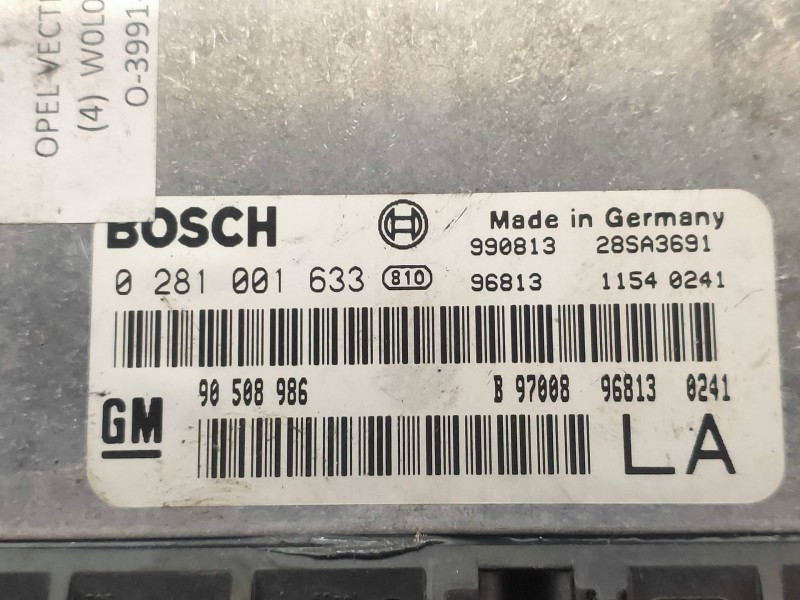 OPEL VECT
(4) W0L0
O-3991
BOSCH
Made in Germany
990813 28SA3691
0 281 001 633 810 96813 1154 0241
90 508 986 B 97008 96813 0241
GM
LA